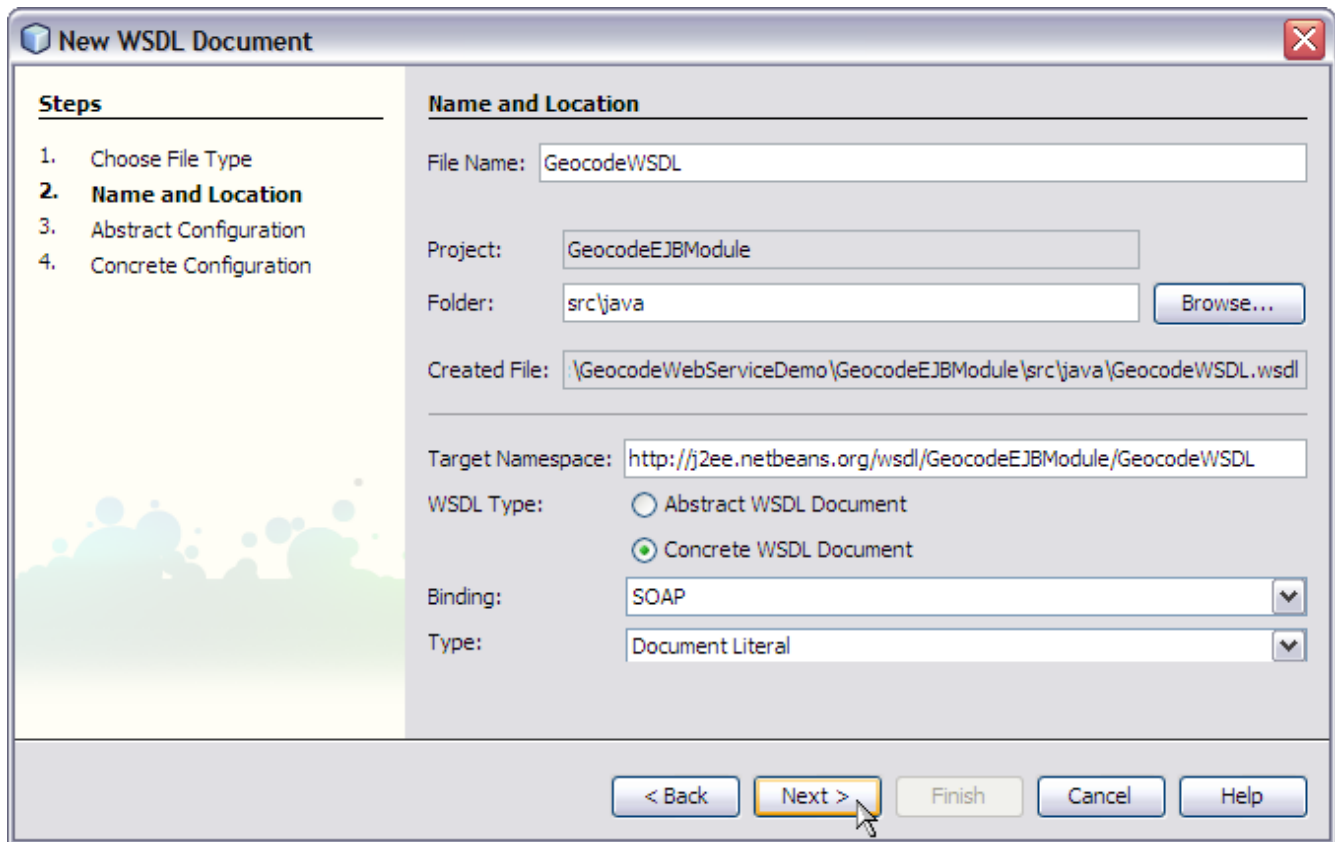 New WSDL Document
Steps
1. Choose File Type
2. Name and Location
3. Abstract Configuration
4. Concrete Configuration
Name and Location
File Name: GeocodeWSDL
Project: GeocodeEJBModule
Folder: src\java Browse...
Created File: :\GeocodeWebServiceDemo\GeocodeEJBModule\src\java\GeocodeWSDL.wsdl
Target Namespace: http://j2ee.netbeans.org/wsdl/GeocodeEJBModule/GeocodeWSDL
WSDL Type: Abstract WSDL Document
Concrete WSDL Document
Binding: SOAP
Type: Document Literal
< Back Next > Finish Cancel Help